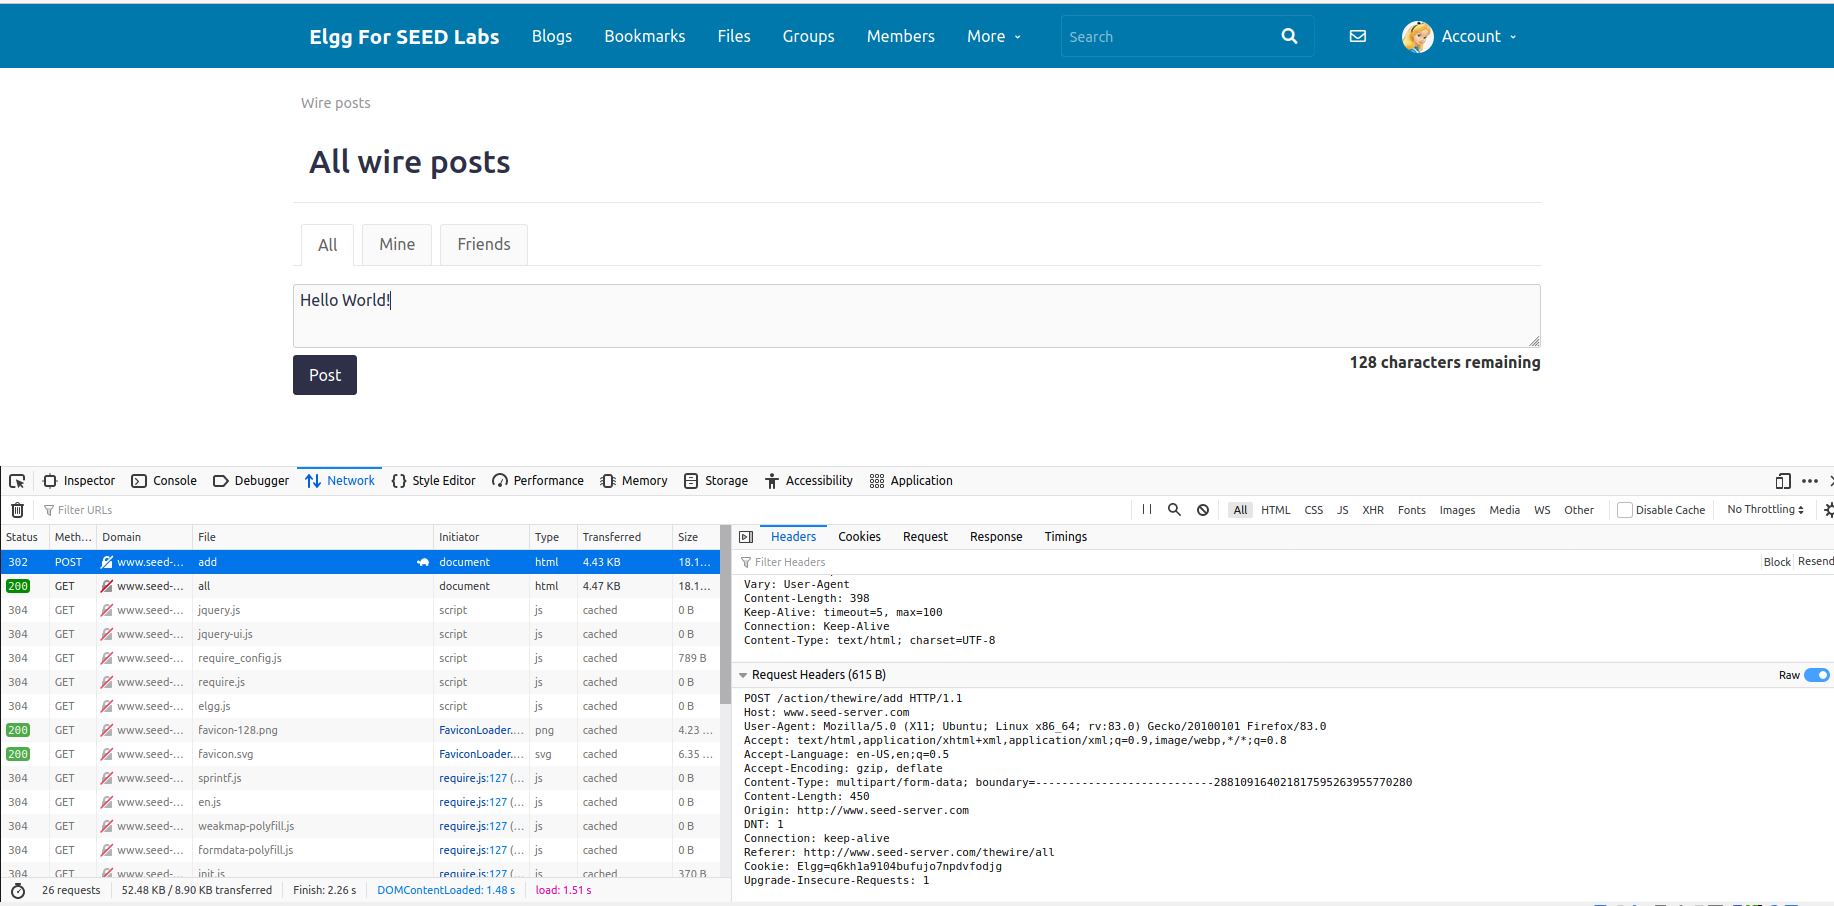 Elgg For SEED Labs Blogs Bookmarks Files Groups Members More Search Account
Wire posts
All wire posts
All Mine Friends
Hello World!
128 characters remaining
Post
Inspector Console Debugger Network Style Editor Performance Memory Storage Accessibility Application
Filter URLs
All HTML CSS JS XHR Fonts Images Media WS Other Disable Cache No Throttling
Status Meth... Domain File Initiator Type Transferred Size
302 POST www.seed-... add document html 4.43 KB 18.1...
200 GET www.seed-... all document html 4.47 KB 18.1...
304 GET www.seed-... jquery.js script js cached 0 B
304 GET www.seed-... jquery-ui.js script js cached 0 B
304 GET www.seed-... require_config.js script js cached 789 B
304 GET www.seed-... require.js script js cached 0 B
304 GET www.seed-... elgg.js script js cached 0 B
200 GET www.seed-... favicon-128.png FaviconLoader.... png cached 4.23 ...
200 GET www.seed-... favicon.svg FaviconLoader.... svg cached 6.35 ...
304 GET www.seed-... sprintf.js require.js:127 (... js cached 0 B
304 GET www.seed-... en.js require.js:127 (... js cached 0 B
304 GET www.seed-... weakmap-polyfill.js require.js:127 (... js cached 0 B
304 GET www.seed-... formdata-polyfill.js require.js:127 (... js cached 0 B
304 GET www.seed-... init.js require.js:127 (... js cached 370 B
26 requests 52.48 KB / 8.90 KB transferred Finish: 2.26 s DOMContentLoaded: 1.48 s load: 1.51 s
Headers Cookies Request Response Timings
Filter Headers Block Resend
Vary: User-Agent
Content-Length: 398
Keep-Alive: timeout=5, max=100
Connection: Keep-Alive
Content-Type: text/html; charset=UTF-8
Request Headers (615 B) Raw
POST /action/thewire/add HTTP/1.1
Host: www.seed-server.com
User-Agent: Mozilla/5.0 (X11; Ubuntu; Linux x86_64; rv:83.0) Gecko/20100101 Firefox/83.0
Accept: text/html,application/xhtml+xml,application/xml;q=0.9,image/webp,*/*;q=0.8
Accept-Language: en-US,en;q=0.5
Accept-Encoding: gzip, deflate
Content-Type: multipart/form-data; boundary=---------------------------288109164021817595263955770280
Content-Length: 450
Origin: http://www.seed-server.com
DNT: 1
Connection: keep-alive
Referer: http://www.seed-server.com/thewire/all
Cookie: Elgg=q6kh1a9104bufujo7npdvfodjg
Upgrade-Insecure-Requests: 1